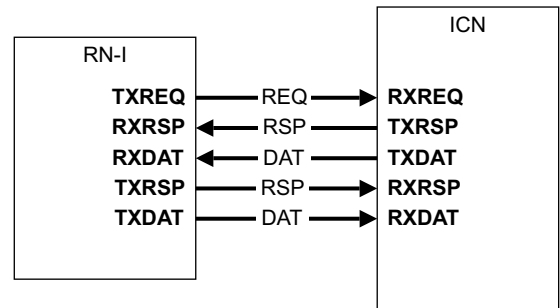 ICN
RN-I
TXREQ REQ RXREQ
RXRSP RSP TXRSP
RXDAT DAT TXDAT
TXRSP RSP RXRSP
TXDAT DAT RXDAT